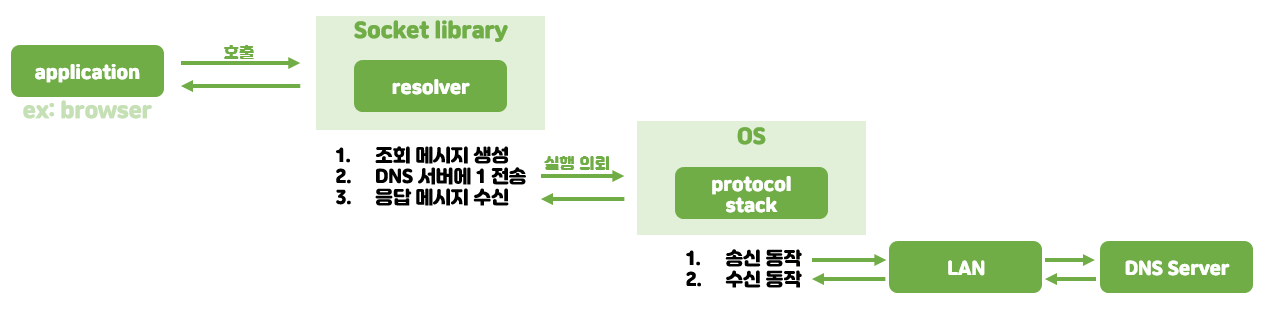 Socket library
호출
application
resolver
ex: browser
OS
1. 조회 메시지 생성
실행 의뢰
2. DNS 서버에 1 전송
3. 응답 메시지 수신
protocol
stack
1. 송신 동작
2. 수신 동작
LAN
DNS Server